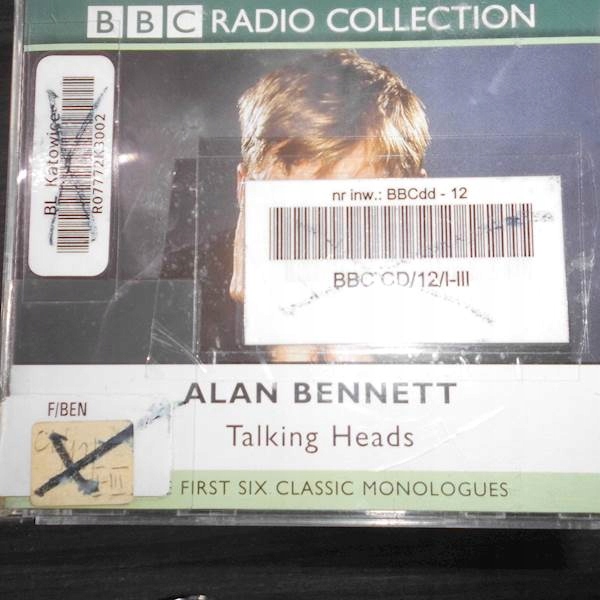 BBC RADIO COLLECTION
BL Katowice
R07772K3002
nr inw.: BBCdd - 12
BBC CD/12/I-III
ALAN BENNETT
F/BEN
Talking Heads
FIRST SIX CLASSIC MONOLOGUES